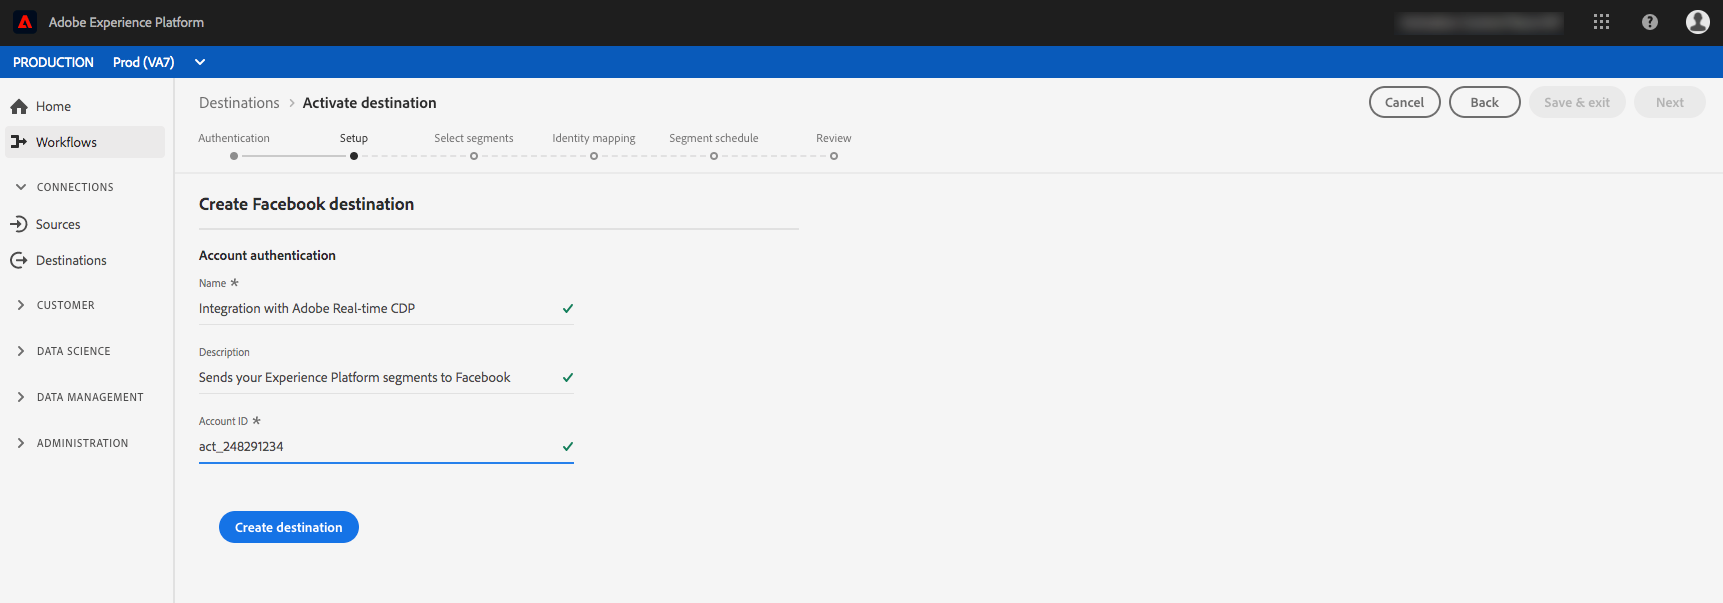 Adobe Experience Platform
PRODUCTION Prod (VA7)
Home
Workflows
CONNECTIONS
Sources
Destinations
CUSTOMER
DATA SCIENCE
DATA MANAGEMENT
ADMINISTRATION
Destinations > Activate destination
Cancel Back Save & exit Next
Authentication Setup Select segments Identity mapping Segment schedule Review
Create Facebook destination
Account authentication
Name *
Integration with Adobe Real-time CDP
Description
Sends your Experience Platform segments to Facebook
Account ID *
act_248291234
Create destination